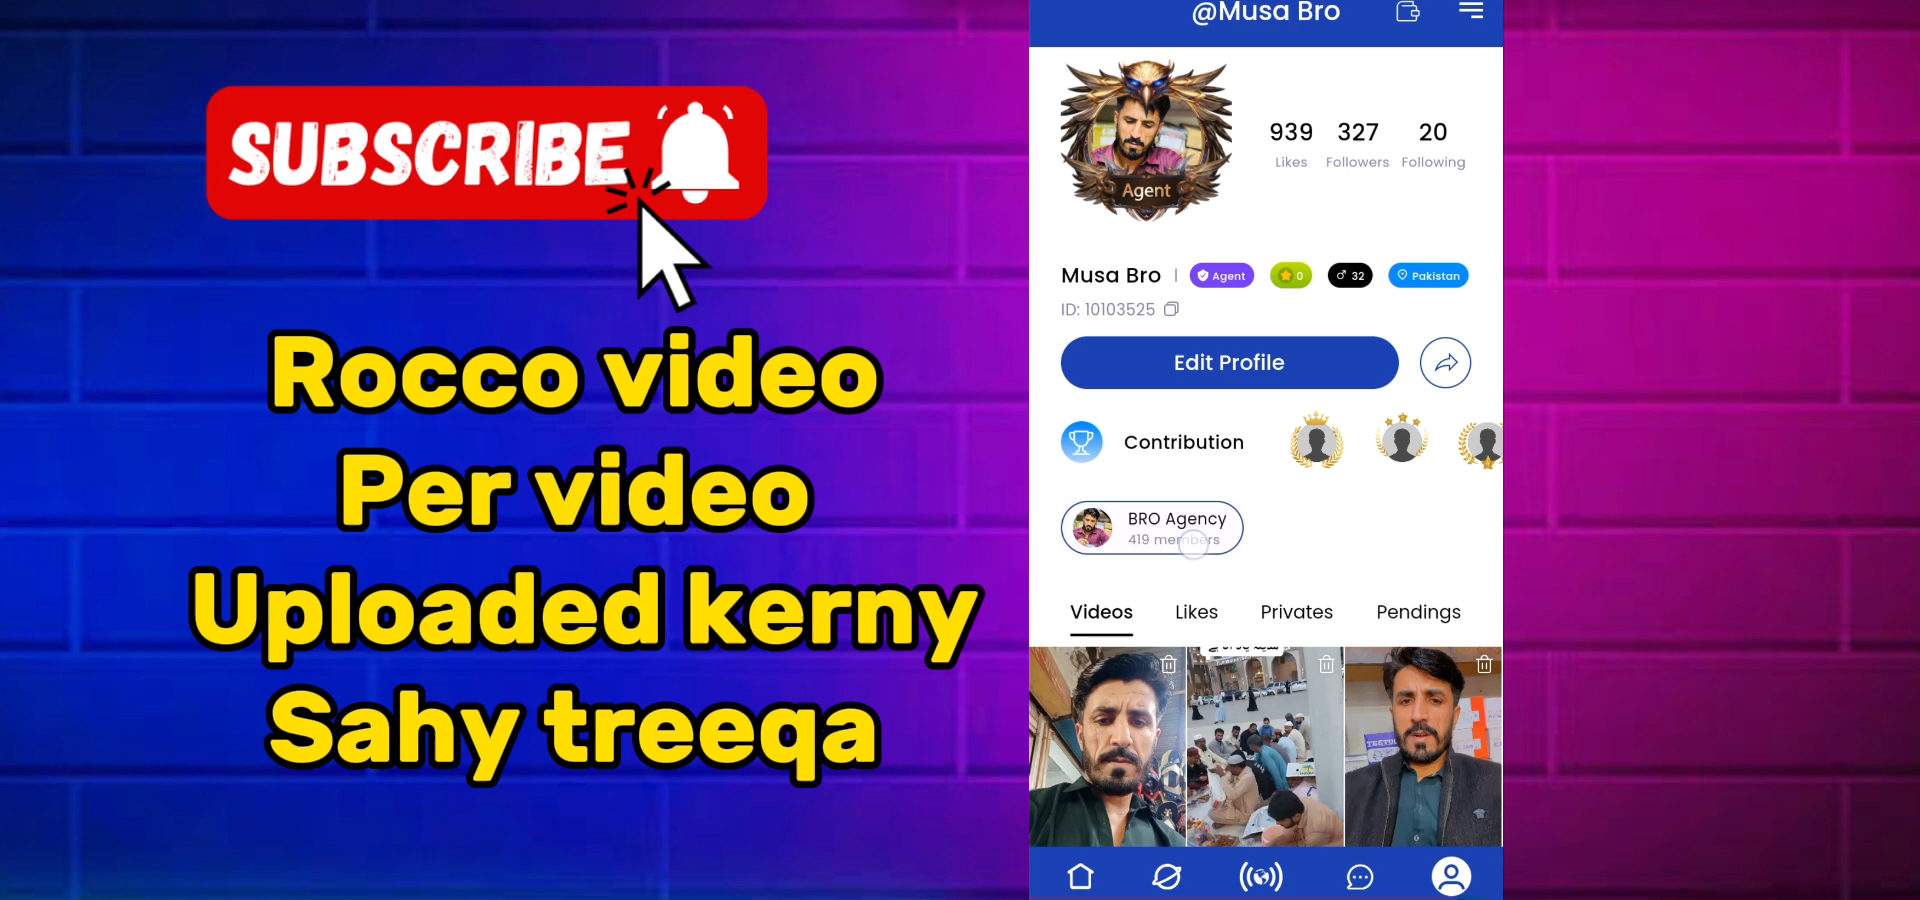 SUBSCRIBE
Rocco video
Per video
Uploaded kerny
Sahy treeqa
@Musa Bro
Agent
939 327 20
Likes Followers Following
Musa Bro | Agent 0 32 Pakistan
ID: 10103525
Edit Profile
Contribution
BRO Agency
419 members
Videos Likes Privates Pendings